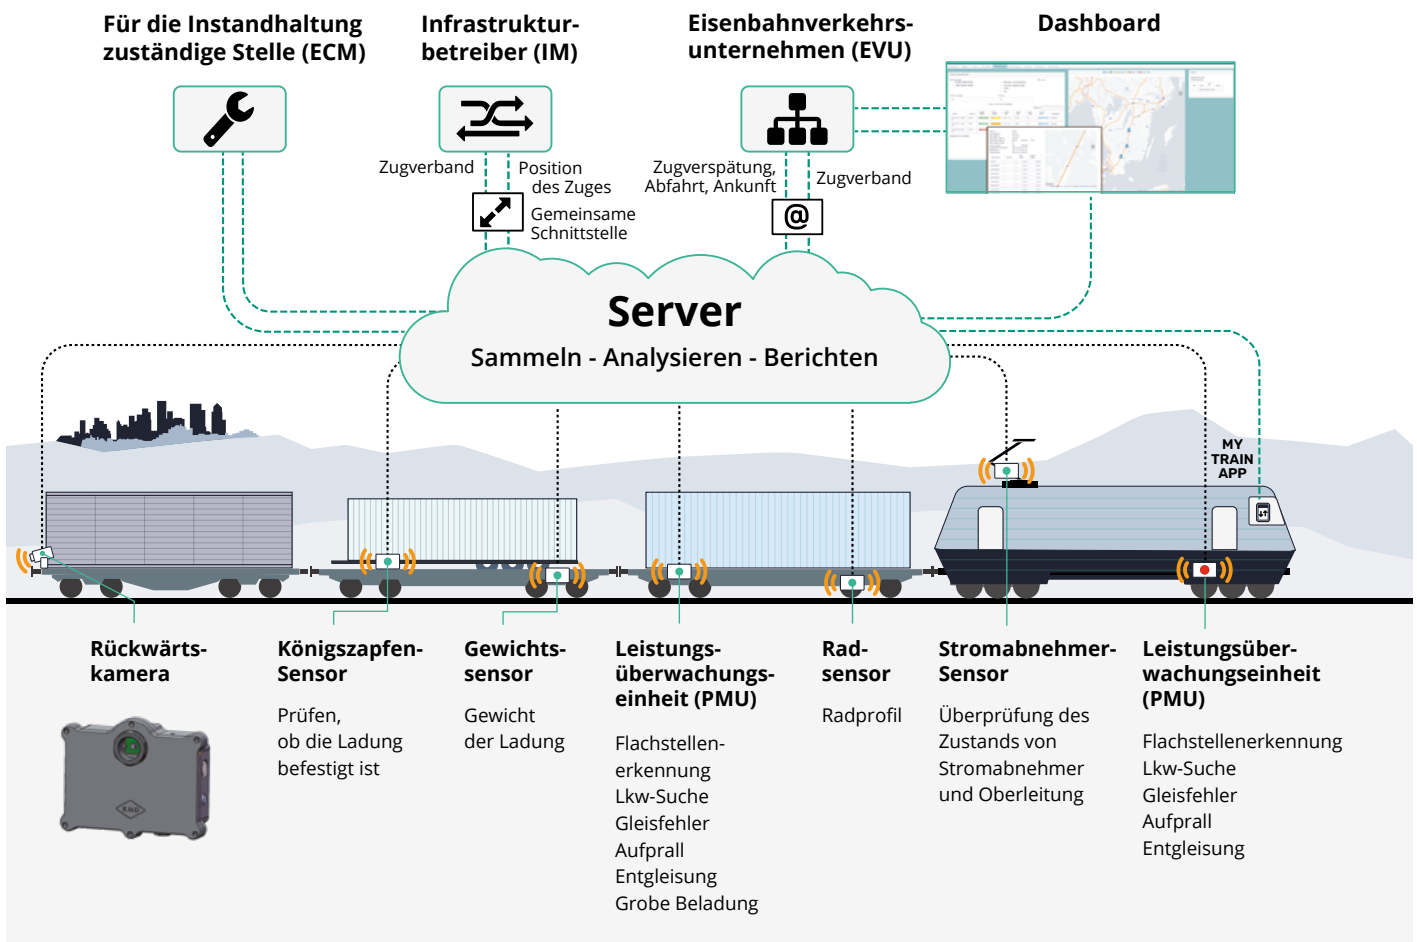 Für die Instandhaltung
zuständige Stelle (ECM)
Infrastruktur-
betreiber (IM)
Eisenbahnverkehrs-
unternehmen (EVU)
Dashboard
Zugverband
Position
des Zuges
Gemeinsame
Schnittstelle
Zugverspätung,
Abfahrt, Ankunft
Zugverband
@
Server
Sammeln - Analysieren - Berichten
MY
TRAIN
APP
Rückwärts-
kamera
Königszapfen-
Sensor
Prüfen,
ob die Ladung
befestigt ist
Gewichts-
sensor
Gewicht
der Ladung
Leistungs-
überwachungs-
einheit (PMU)
Flachstellen-
erkennung
Lkw-Suche
Gleisfehler
Aufprall
Entgleisung
Grobe Beladung
Rad-
sensor
Radprofil
Stromabnehmer-
Sensor
Überprüfung des
Zustands von
Stromabnehmer
und Oberleitung
Leistungsüber-
wachungseinheit
(PMU)
Flachstellenerkennung
Lkw-Suche
Gleisfehler
Aufprall
Entgleisung